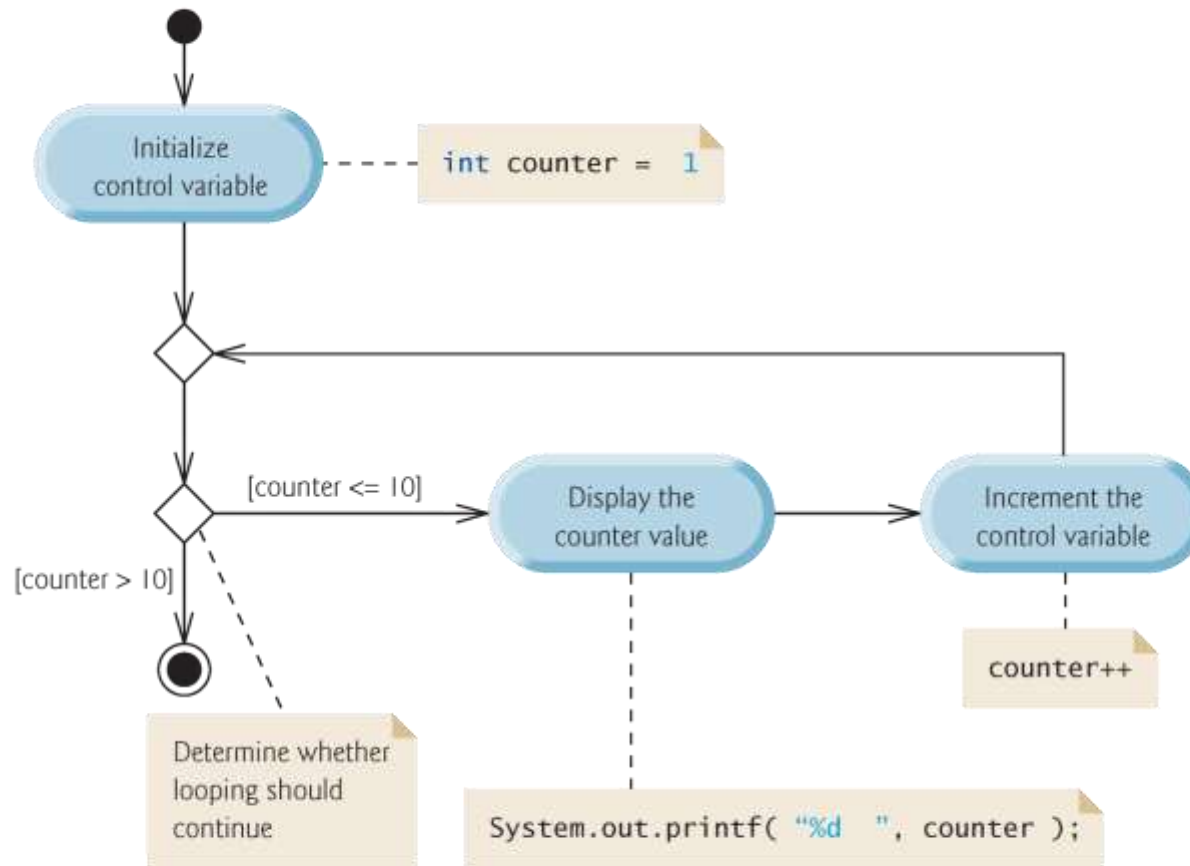 Initialize
control variable
int counter =  1
[counter <= 10]
Display the
counter value
Increment the
control variable
[counter > 10]
counter++
Determine whether
looping should
continue
System.out.printf( “%d  ”, counter );